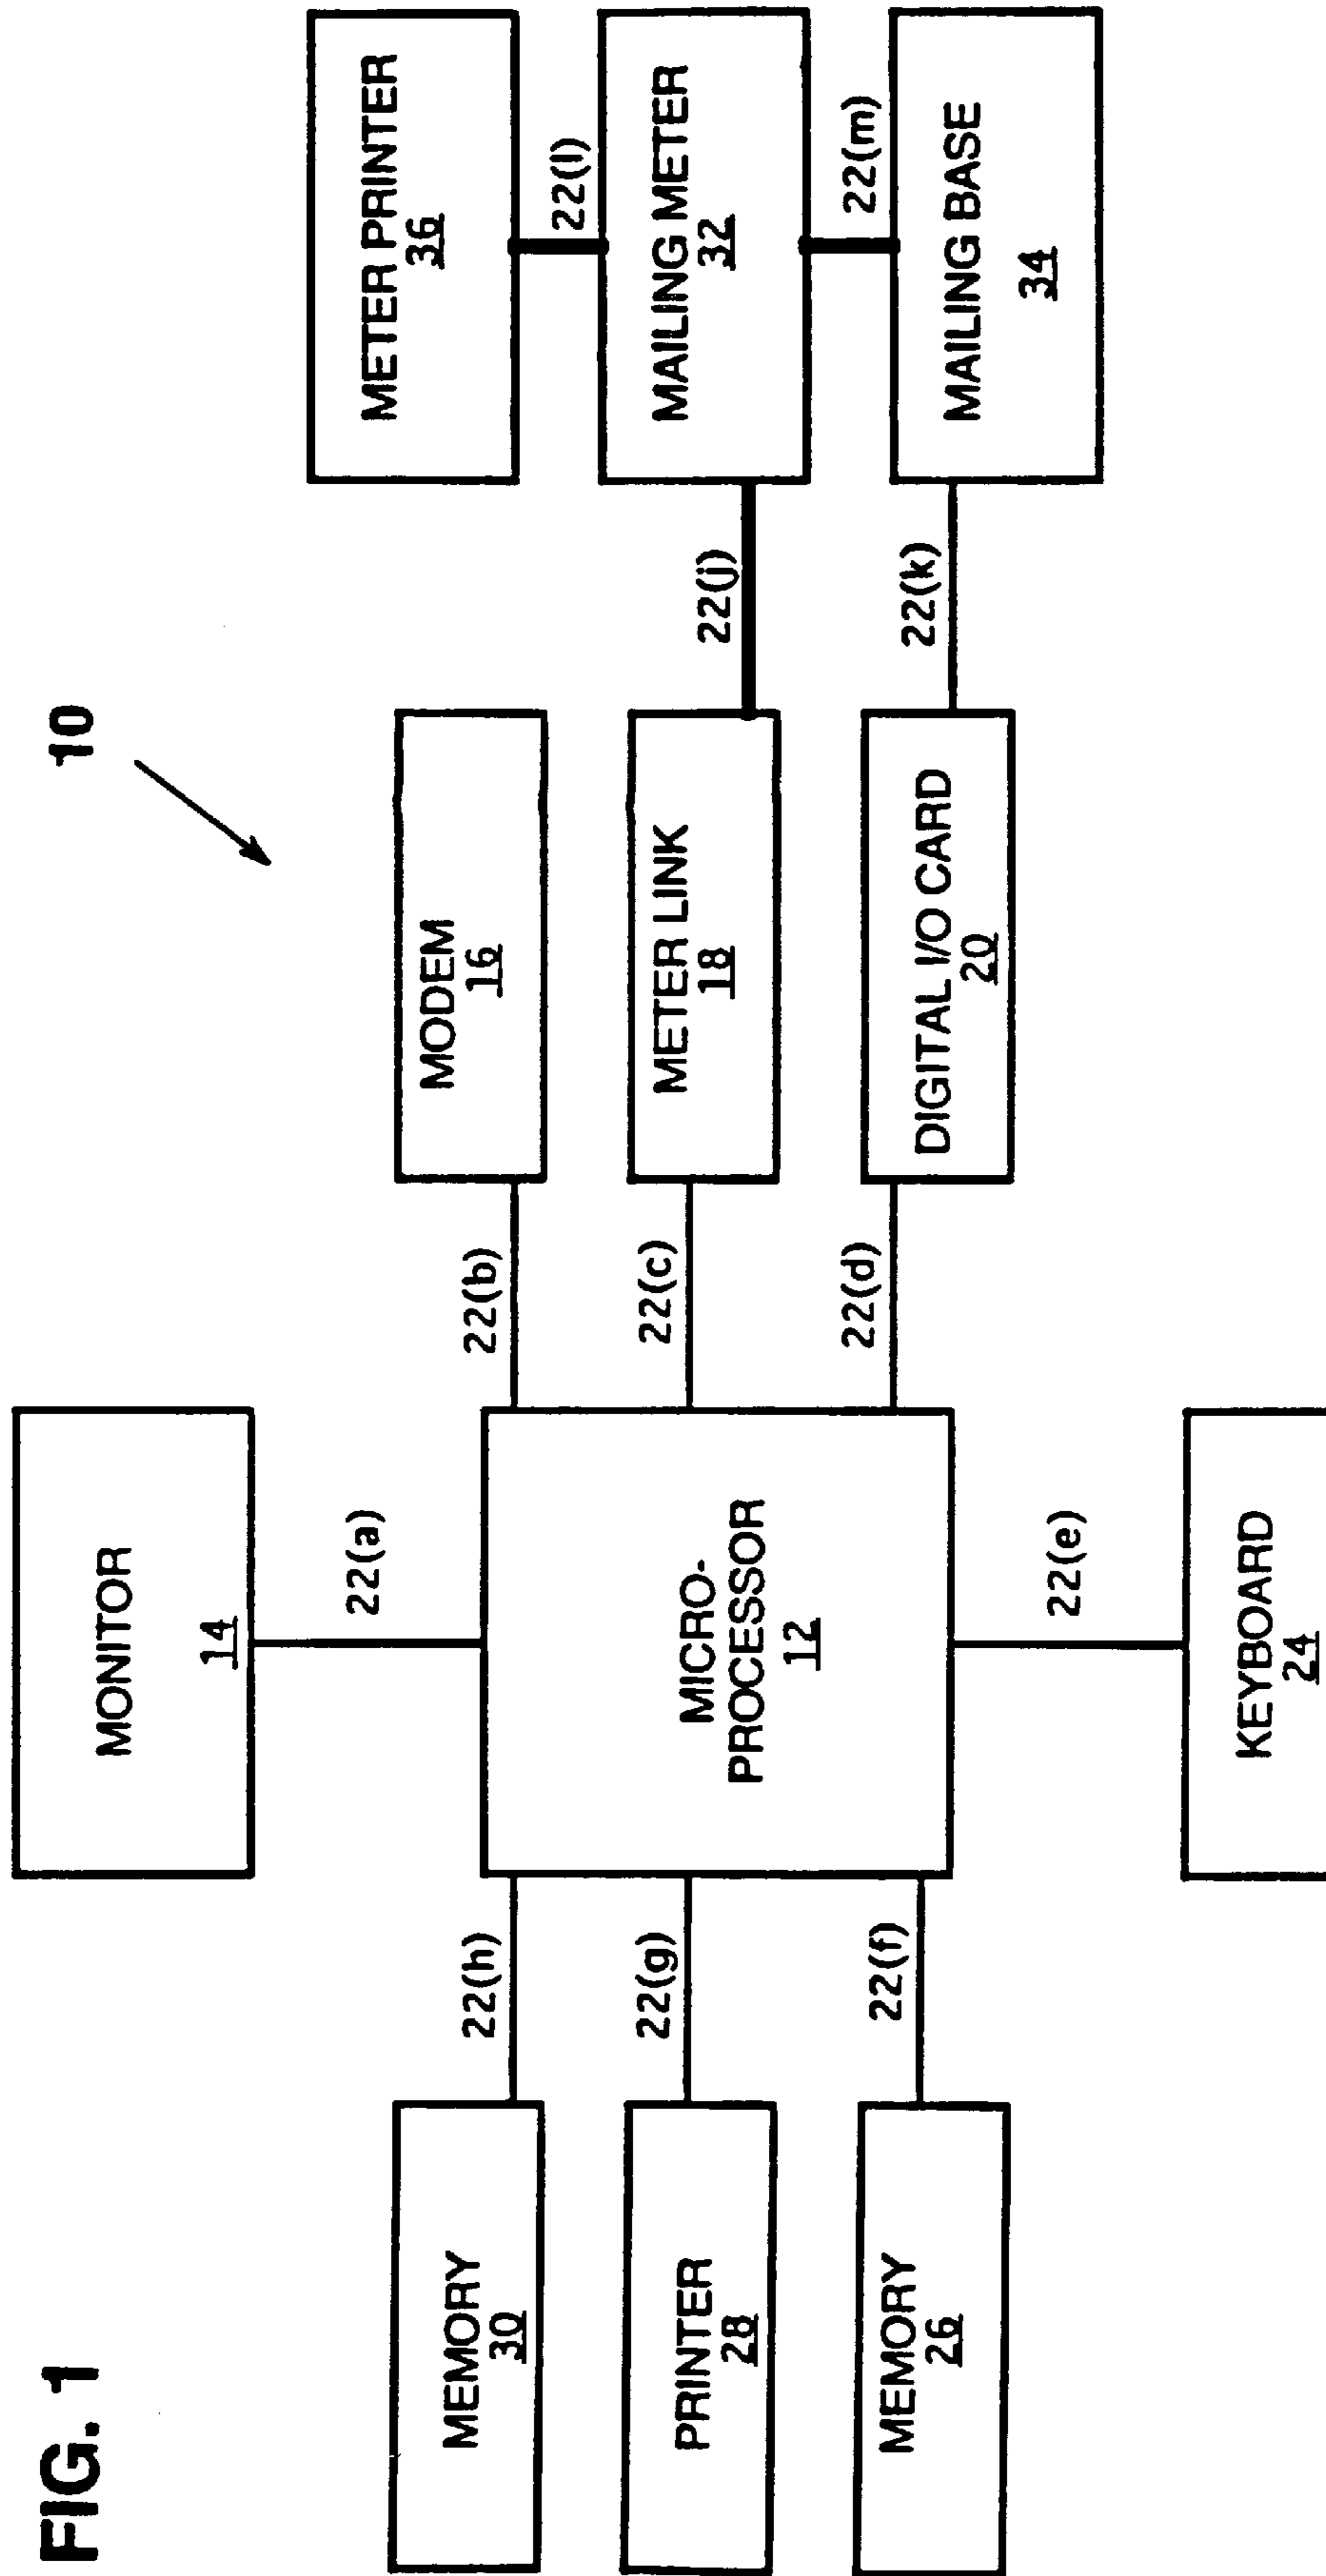 FIG. 1
10
MONITOR
14
22(a)
MEMORY
30
22(h)
PRINTER
28
22(g)
MEMORY
26
22(f)
MICRO-
PROCESSOR
12
22(e)
KEYBOARD
24
22(b)
MODEM
16
22(c)
METER LINK
18
22(d)
DIGITAL I/O CARD
20
22(j)
22(k)
METER PRINTER
36
22(l)
MAILING METER
32
22(m)
MAILING BASE
34